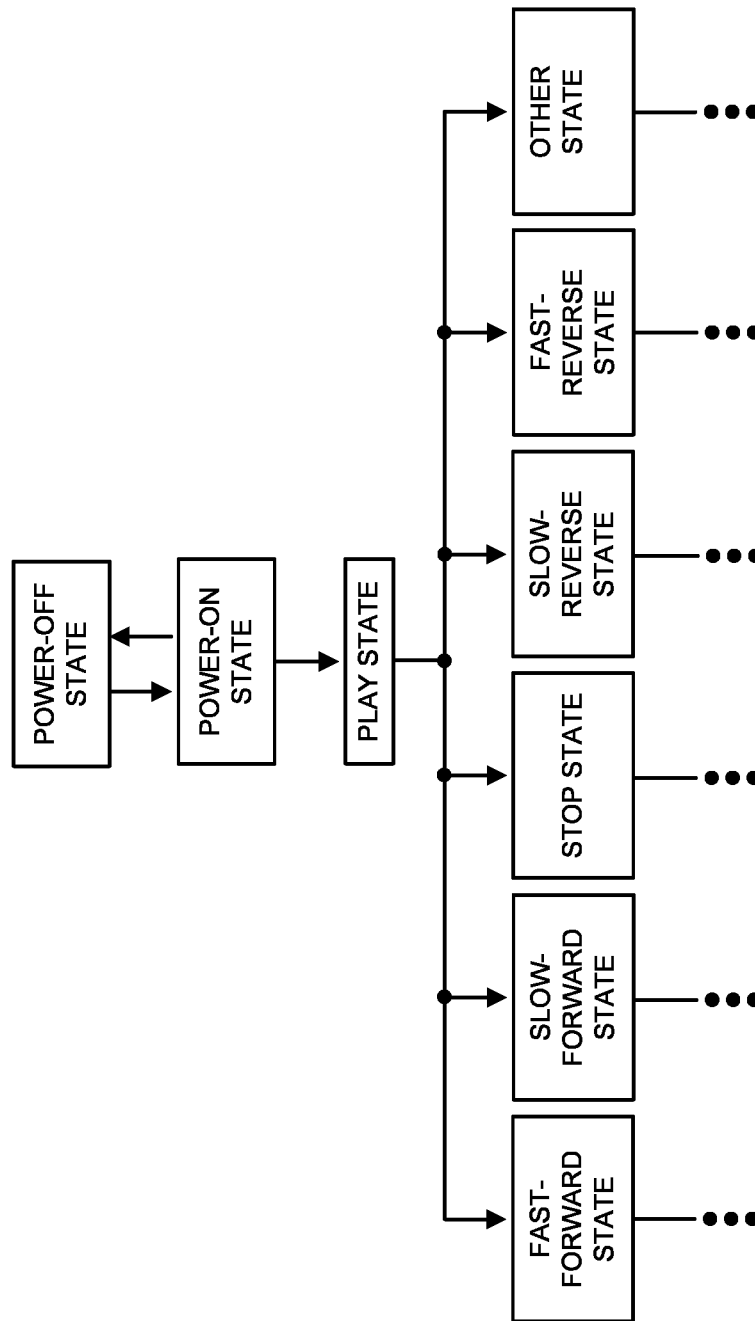 POWER-OFF
STATE
POWER-ON
STATE
PLAY STATE
FAST-
FORWARD
STATE
SLOW-
FORWARD
STATE
STOP STATE
SLOW-
REVERSE
STATE
FAST-
REVERSE
STATE
OTHER
STATE